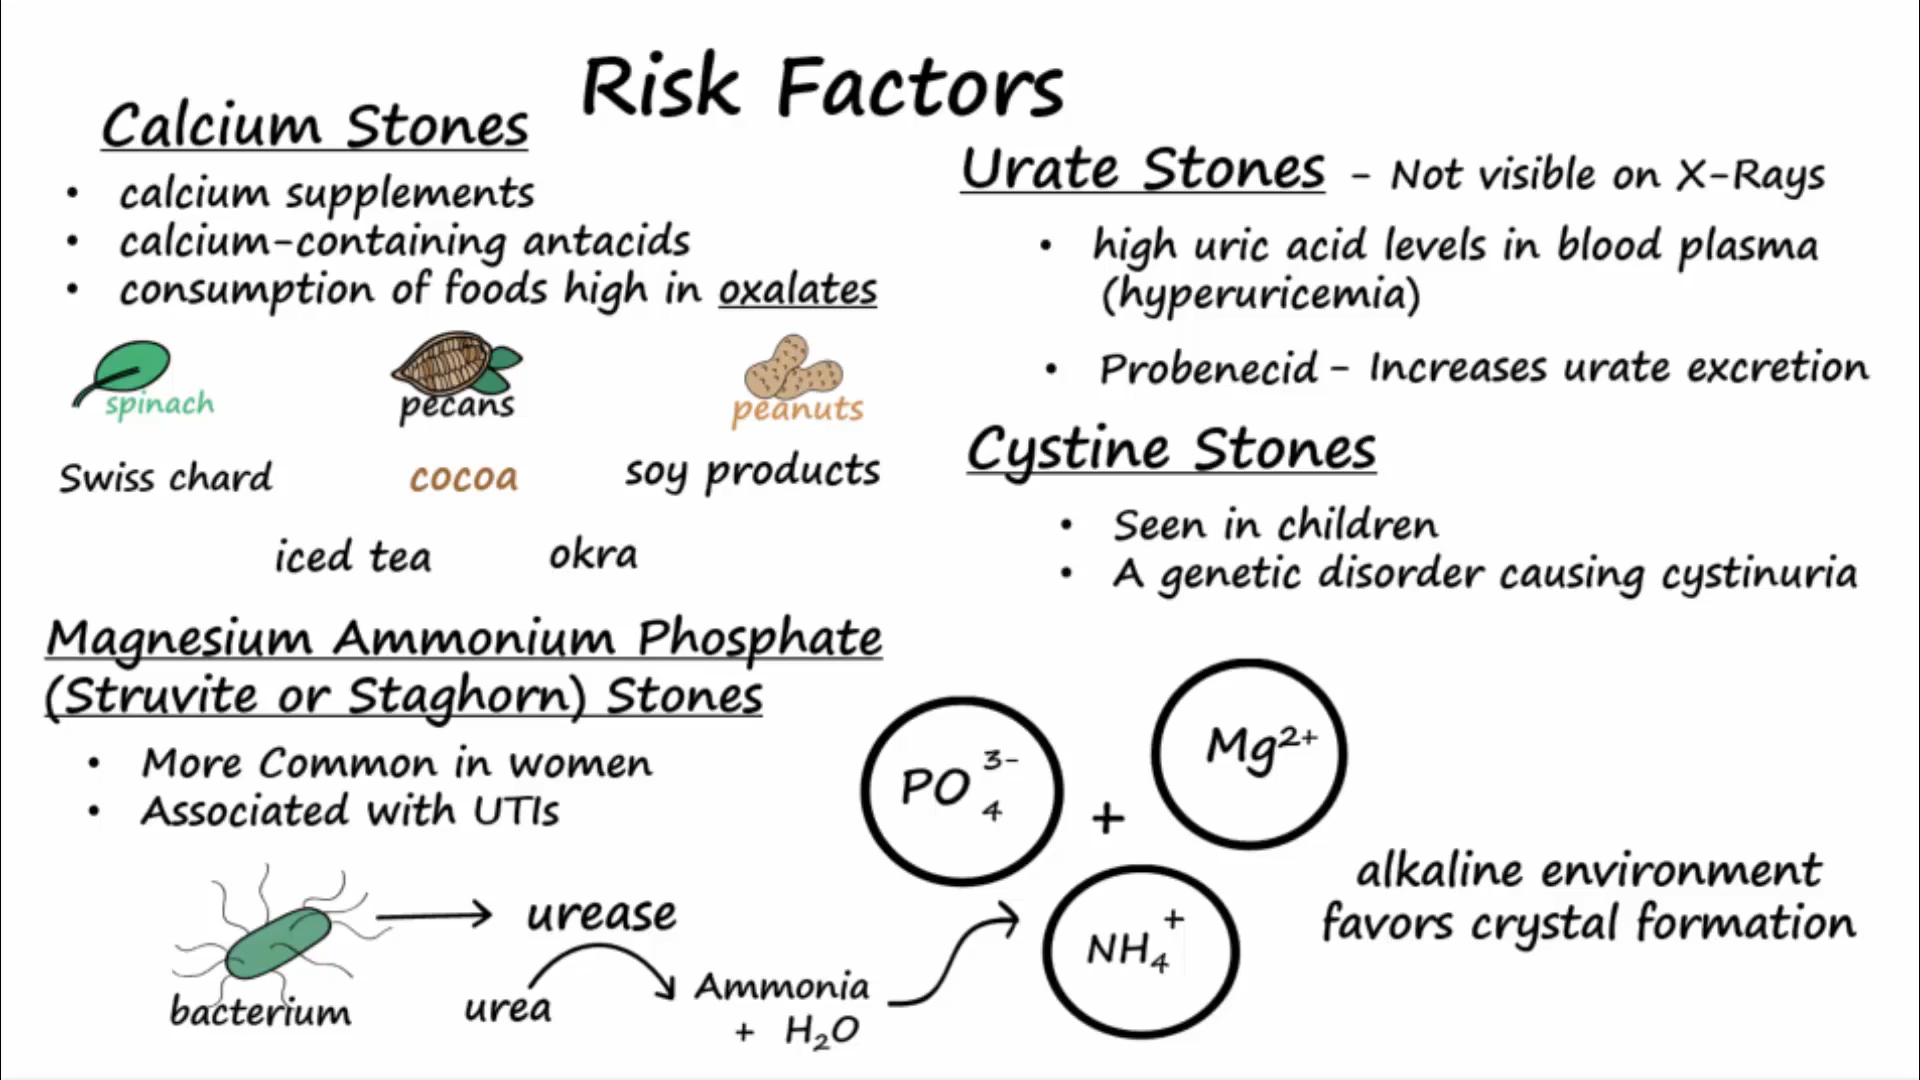 Risk Factors
Calcium Stones
• calcium supplements
• calcium-containing antacids
• consumption of foods high in oxalates
spinach
pecans
peanuts
Swiss chard
cocoa
soy products
iced tea
okra
Magnesium Ammonium Phosphate
(Struvite or Staghorn) Stones
• More Common in women
• Associated with UTIs
bacterium
urease
urea
Ammonia
+ H₂O
PO₄³⁻
+
Mg²⁺
NH₄⁺
alkaline environment
favors crystal formation
Urate Stones - Not visible on X-Rays
• high uric acid levels in blood plasma
(hyperuricemia)
• Probenecid - Increases urate excretion
Cystine Stones
• Seen in children
• A genetic disorder causing cystinuria